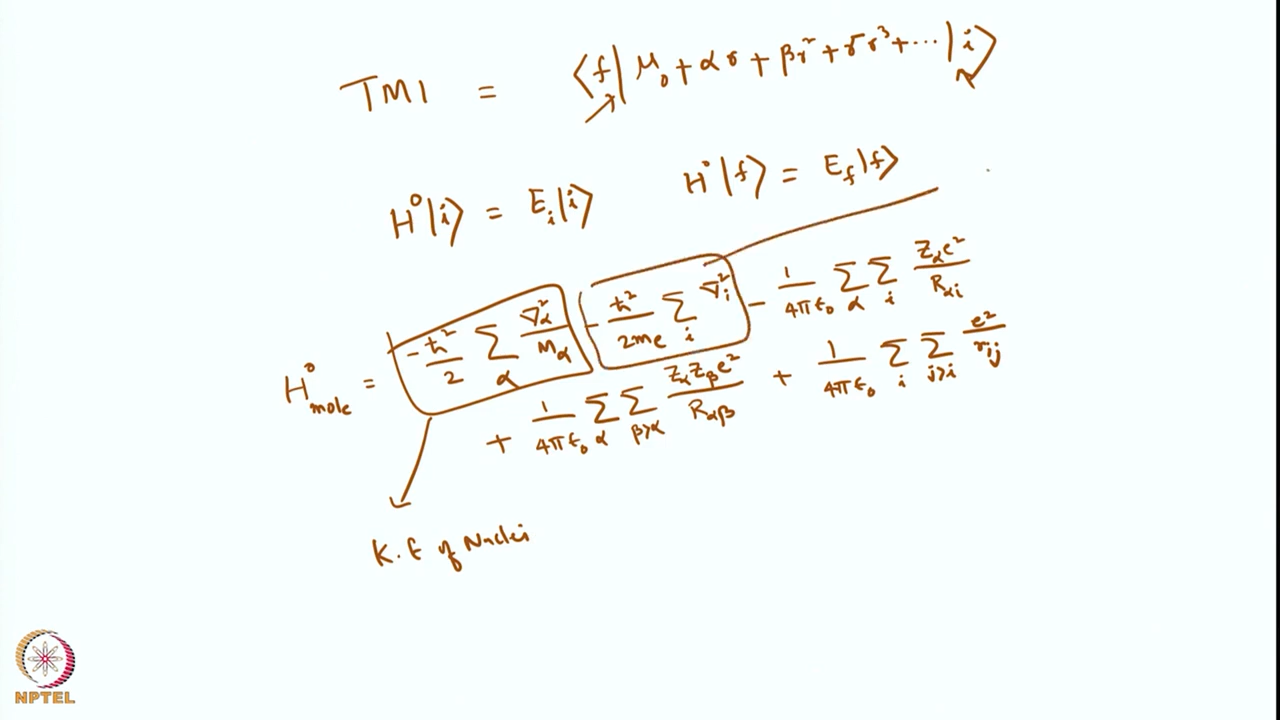 TMI = ⟨f| μ₀ + αr + βr² + γr³ + ... |i⟩
H⁰|i⟩ = Eᵢ|i⟩ H⁰|f⟩ = E_f|f⟩
H⁰mole = -ħ²/2 Σ_α ∇²_α/M_α - ħ²/2mₑ Σ_i ∇²_i - 1/4πε₀ Σ_α Σ_i Z_α e²/R_αi
+ 1/4πε₀ Σ_α Σ_β>α Z_α Z_β e²/R_αβ + 1/4πε₀ Σ_i Σ_j>i e²/r_ij
K.E of Nuclei
NPTEL